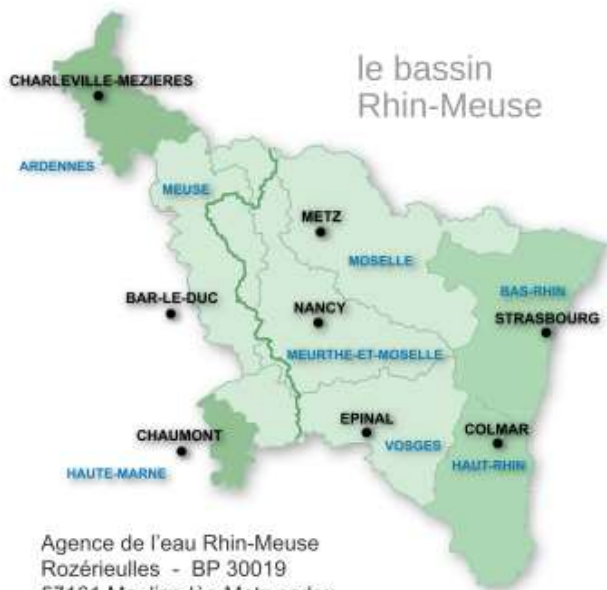 le bassin
Rhin-Meuse
CHARLEVILLE-MEZIERES
ARDENNES
MEUSE
METZ
MOSELLE
BAR-LE-DUC
NANCY
BAS-RHIN
STRASBOURG
MEURTHE-ET-MOSELLE
CHAUMONT
EPINAL
VOSGES
COLMAR
HAUTE-MARNE
HAUT-RHIN
Agence de l'eau Rhin-Meuse
Rozérieulles - BP 30019